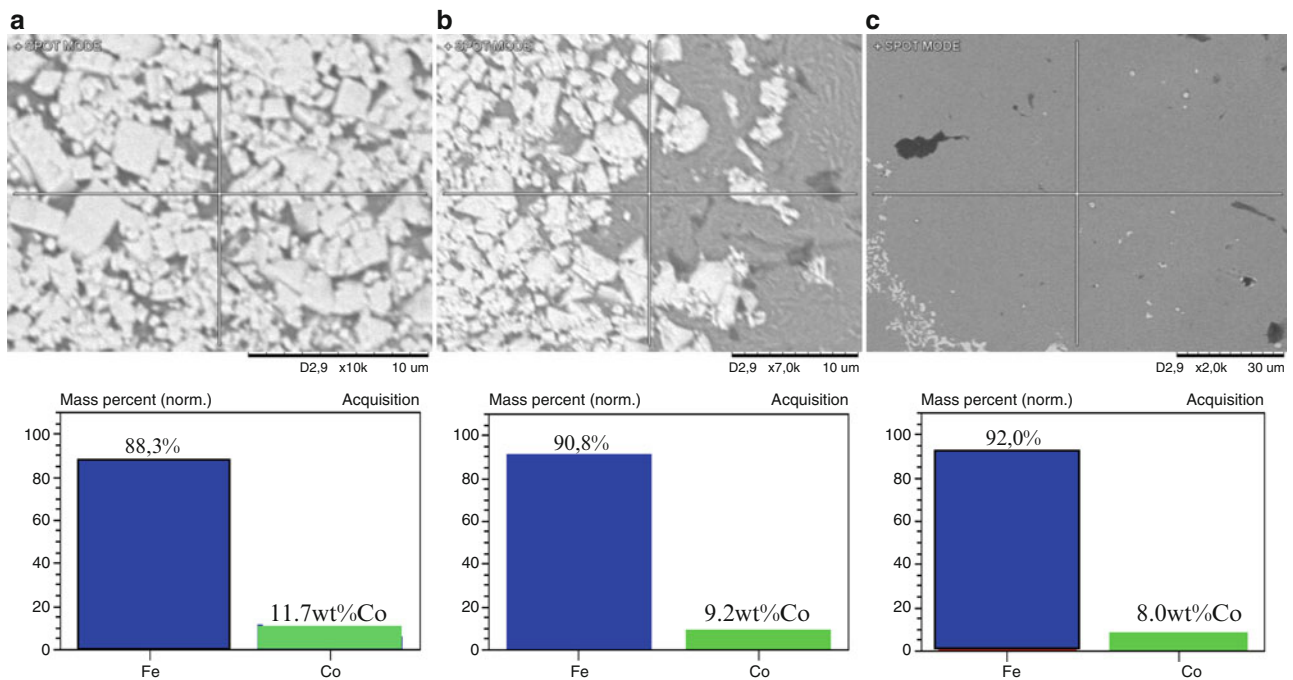 a
b
c
+ SPOT MODE
+ SPOT MODE
+ SPOT MODE
D2,9 x10k 10 um
D2,9 x7,0k 10 um
D2,9 x2,0k 30 um
Mass percent (norm.) Acquisition
100
80
60
40
20
0
88,3%
11.7wt%Co
Fe Co
Mass percent (norm.) Acquisition
100
80
60
40
20
0
90,8%
9.2wt%Co
Fe Co
Mass percent (norm.) Acquisition
100
80
60
40
20
0
92,0%
8.0wt%Co
Fe Co